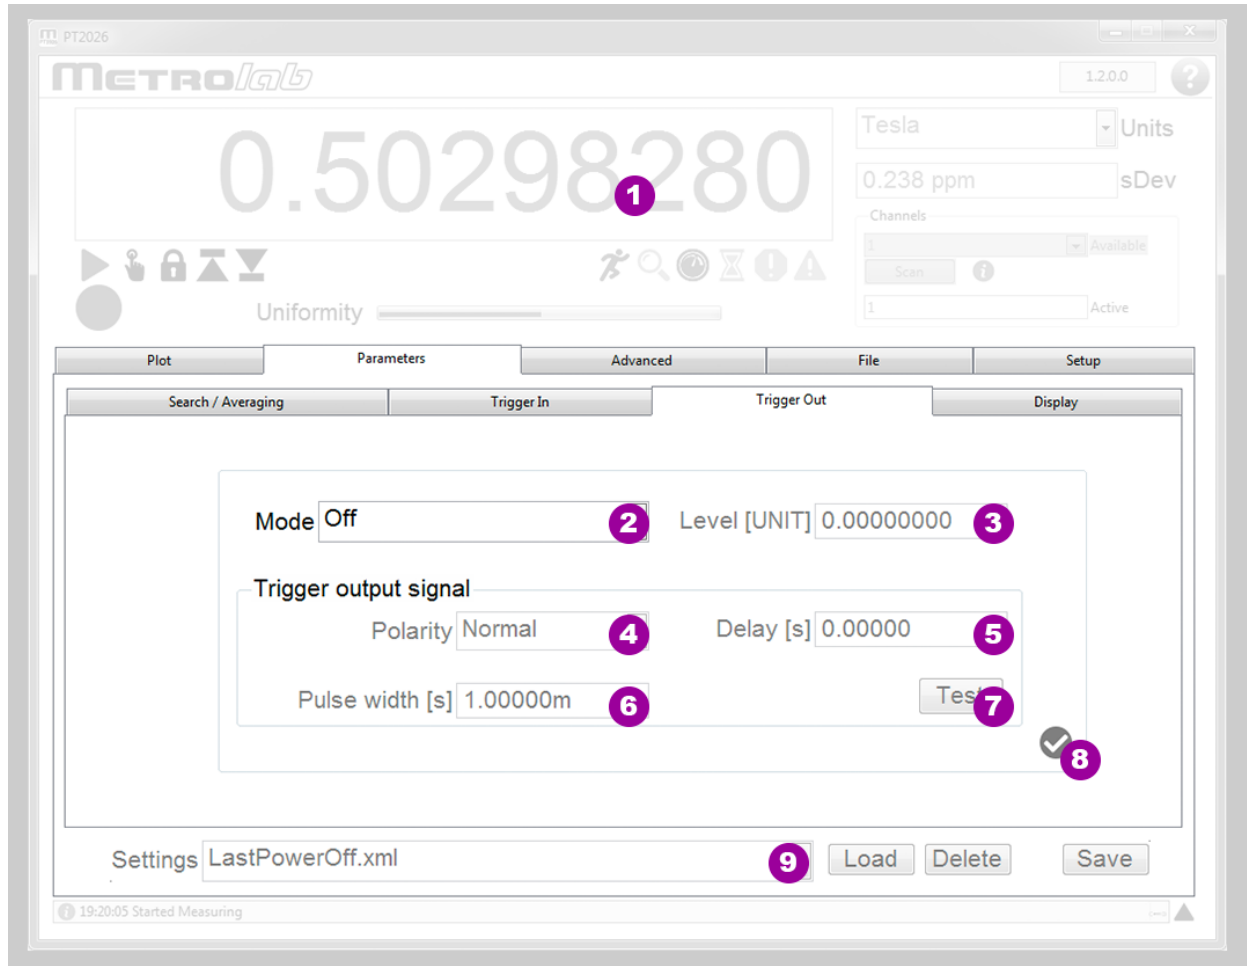 PT2026
METROlab
1.2.0.0
?
0.50298280
1
Tesla
Units
0.238 ppm
sDev
Channels
1
Available
Scan
i
1
Active
Uniformity
Plot
Parameters
Advanced
File
Setup
Search / Averaging
Trigger In
Trigger Out
Display
Mode Off
2
Level [UNIT] 0.00000000
3
Trigger output signal
Polarity Normal
4
Delay [s] 0.00000
5
Pulse width [s] 1.00000m
6
Test
7
8
Settings LastPowerOff.xml
9
Load
Delete
Save
19:20:05 Started Measuring